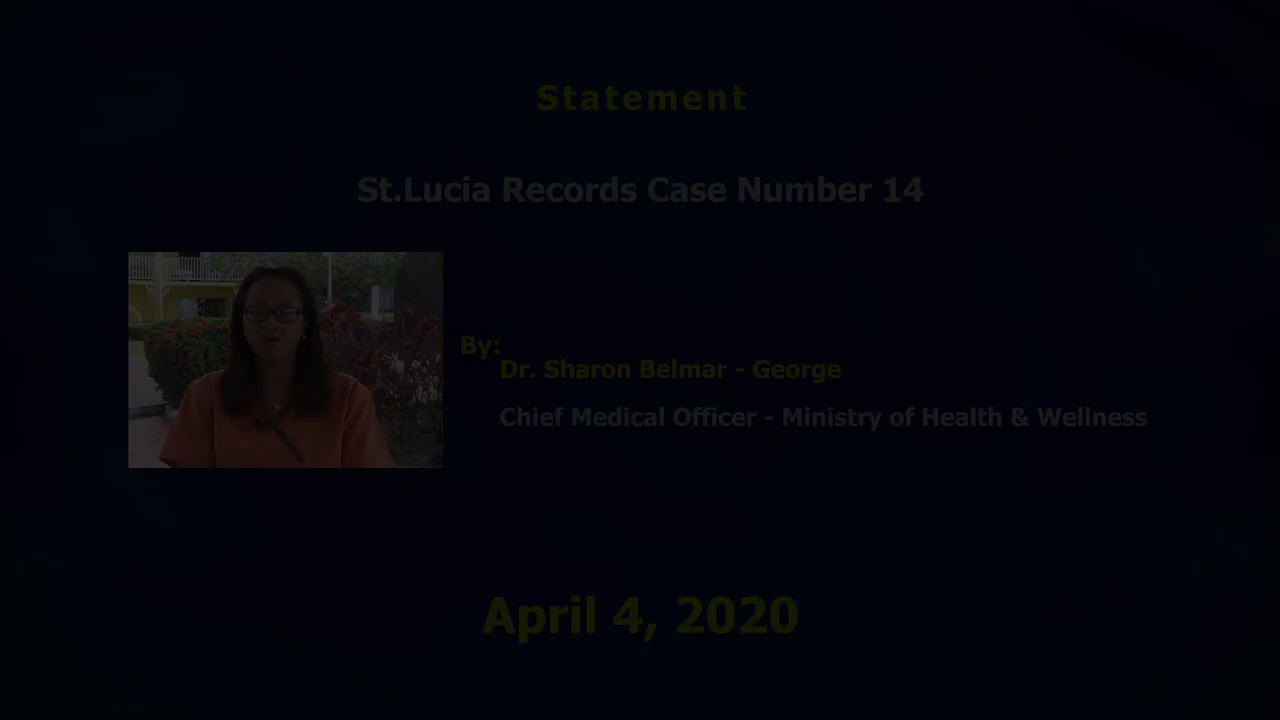 Statement
St.Lucia Records Case Number 14
By:
Dr. Sharon Belmar - George
Chief Medical Officer - Ministry of Health & Wellness
April 4, 2020